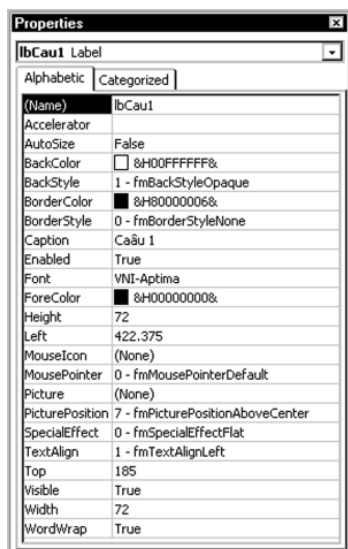 Properties
lbCau1 Label
Alphabetic Categorized
(Name) lbCau1
Accelerator
AutoSize False
BackColor &H00FFFFFF&
BackStyle 1 - fmBackStyleOpaque
BorderColor &H80000006&
BorderStyle 0 - fmBorderStyleNone
Caption Caâu 1
Enabled True
Font VNI-Aptima
ForeColor &H00000000&
Height 72
Left 422.375
MouseIcon (None)
MousePointer 0 - fmMousePointerDefault
Picture (None)
PicturePosition 7 - fmPicturePositionAboveCenter
SpecialEffect 0 - fmSpecialEffectFlat
TextAlign 1 - fmTextAlignLeft
Top 185
Visible True
Width 72
WordWrap True